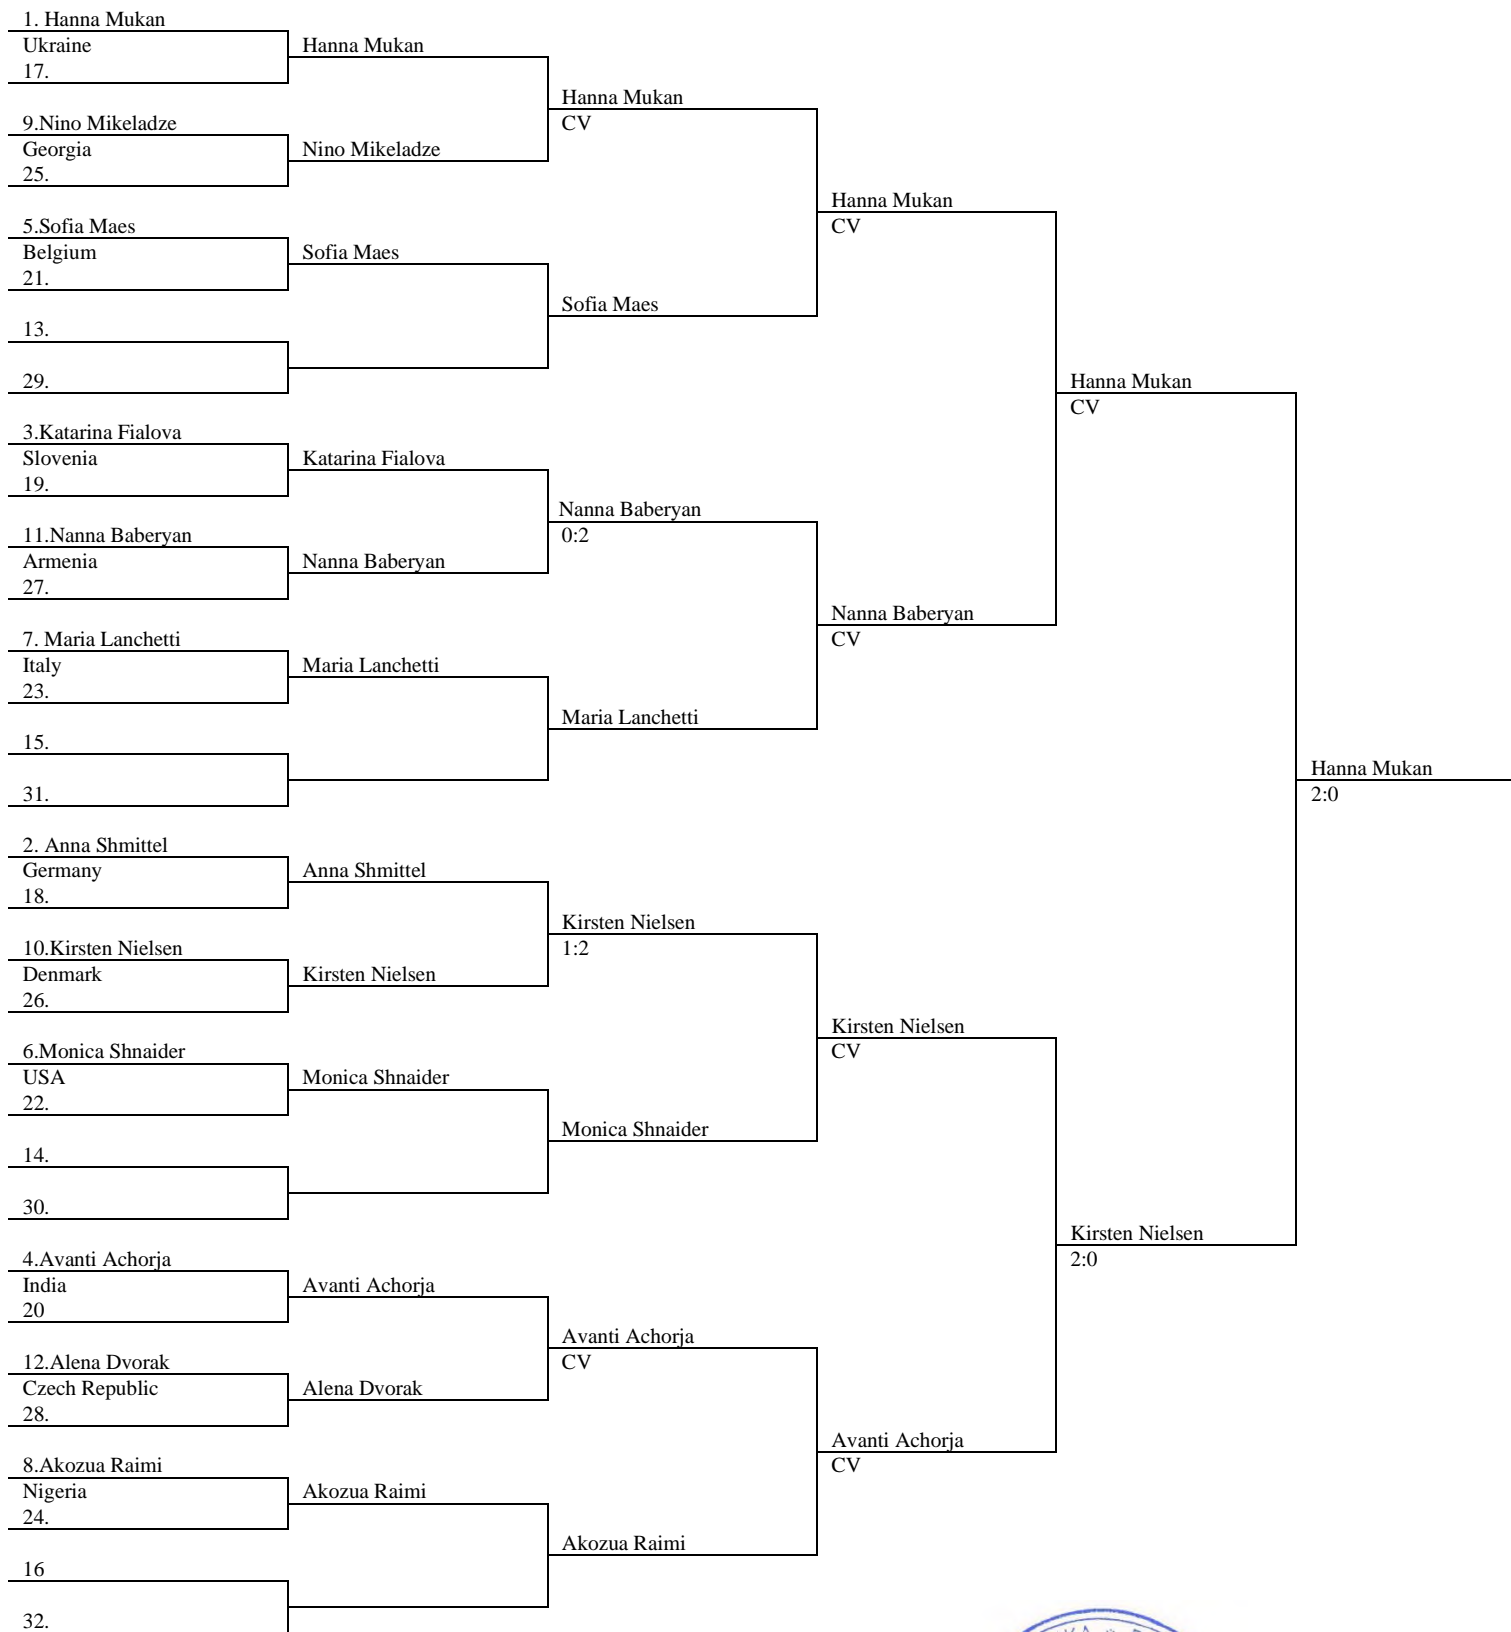 1. Hanna Mukan
Ukraine
Hanna Mukan
17.
Hanna Mukan
CV
9.Nino Mikeladze
Georgia
Nino Mikeladze
25.
Hanna Mukan
CV
5.Sofia Maes
Belgium
Sofia Maes
21.
Sofia Maes
13.
29.
Hanna Mukan
CV
3.Katarina Fialova
Slovenia
Katarina Fialova
19.
Nanna Baberyan
0:2
11.Nanna Baberyan
Armenia
Nanna Baberyan
27.
Nanna Baberyan
CV
7. Maria Lanchetti
Italy
Maria Lanchetti
23.
Maria Lanchetti
15.
31.
Hanna Mukan
2:0
2. Anna Shmittel
Germany
Anna Shmittel
18.
Kirsten Nielsen
1:2
10.Kirsten Nielsen
Denmark
Kirsten Nielsen
26.
Kirsten Nielsen
CV
6.Monica Shnaider
USA
Monica Shnaider
22.
Monica Shnaider
14.
30.
Kirsten Nielsen
2:0
4.Avanti Achorja
India
Avanti Achorja
20
Avanti Achorja
CV
12.Alena Dvorak
Czech Republic
Alena Dvorak
28.
Avanti Achorja
CV
8.Akozua Raimi
Nigeria
Akozua Raimi
24.
Akozua Raimi
16
32.